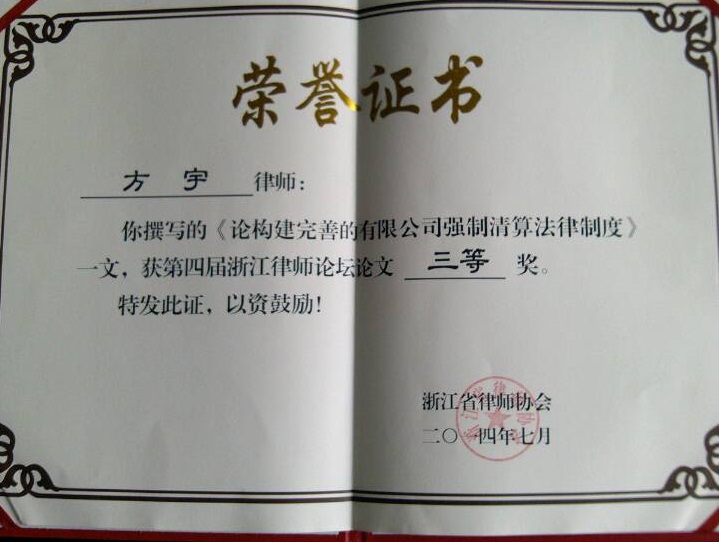 荣誉证书
方宇 律师:
你撰写的《论构建完善的有限公司强制清算法律制度》
一文,获第四届浙江律师论坛论文 三等 奖。
特发此证,以资鼓励!
浙江省律师协会
二〇一四年七月